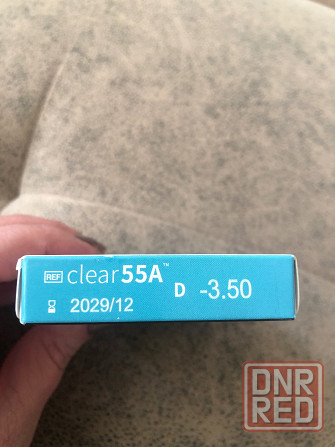 REF clear55A™
D -3.50
2029/12
DNR
RED